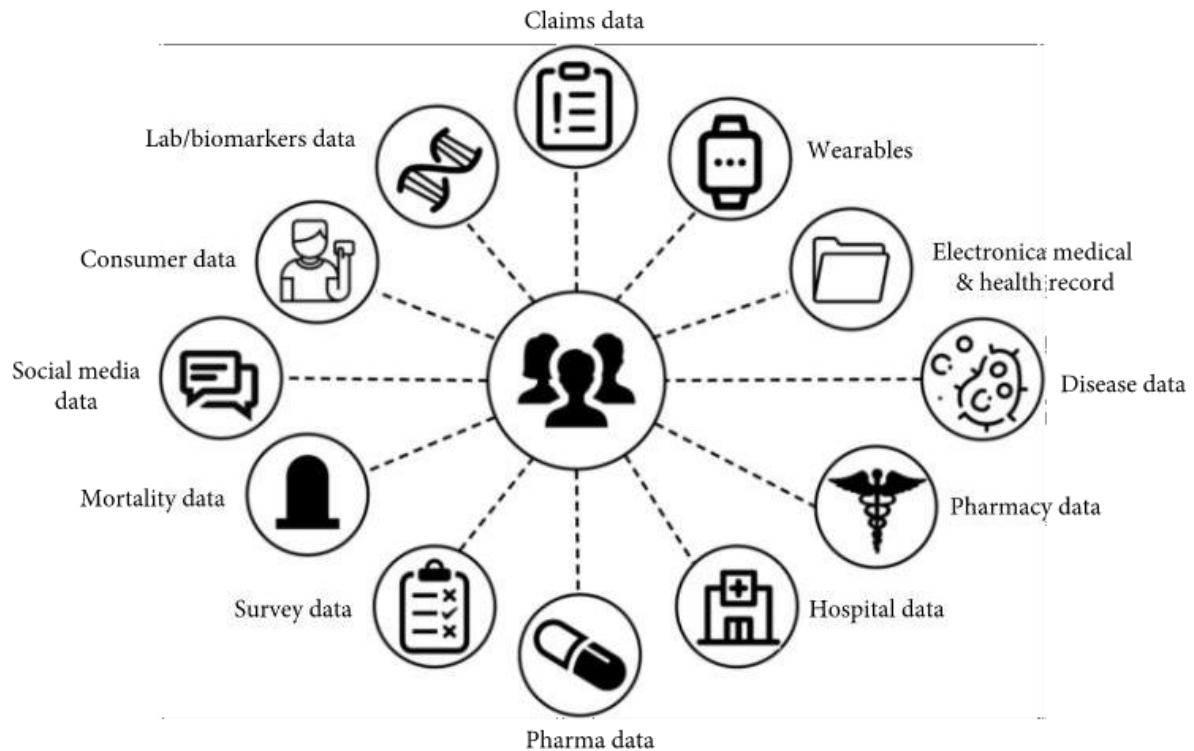 Claims data
Lab/biomarkers data
Wearables
Consumer data
Electronica medical
& health record
Social media
data
Disease data
Mortality data
Pharmacy data
Survey data
Hospital data
Pharma data